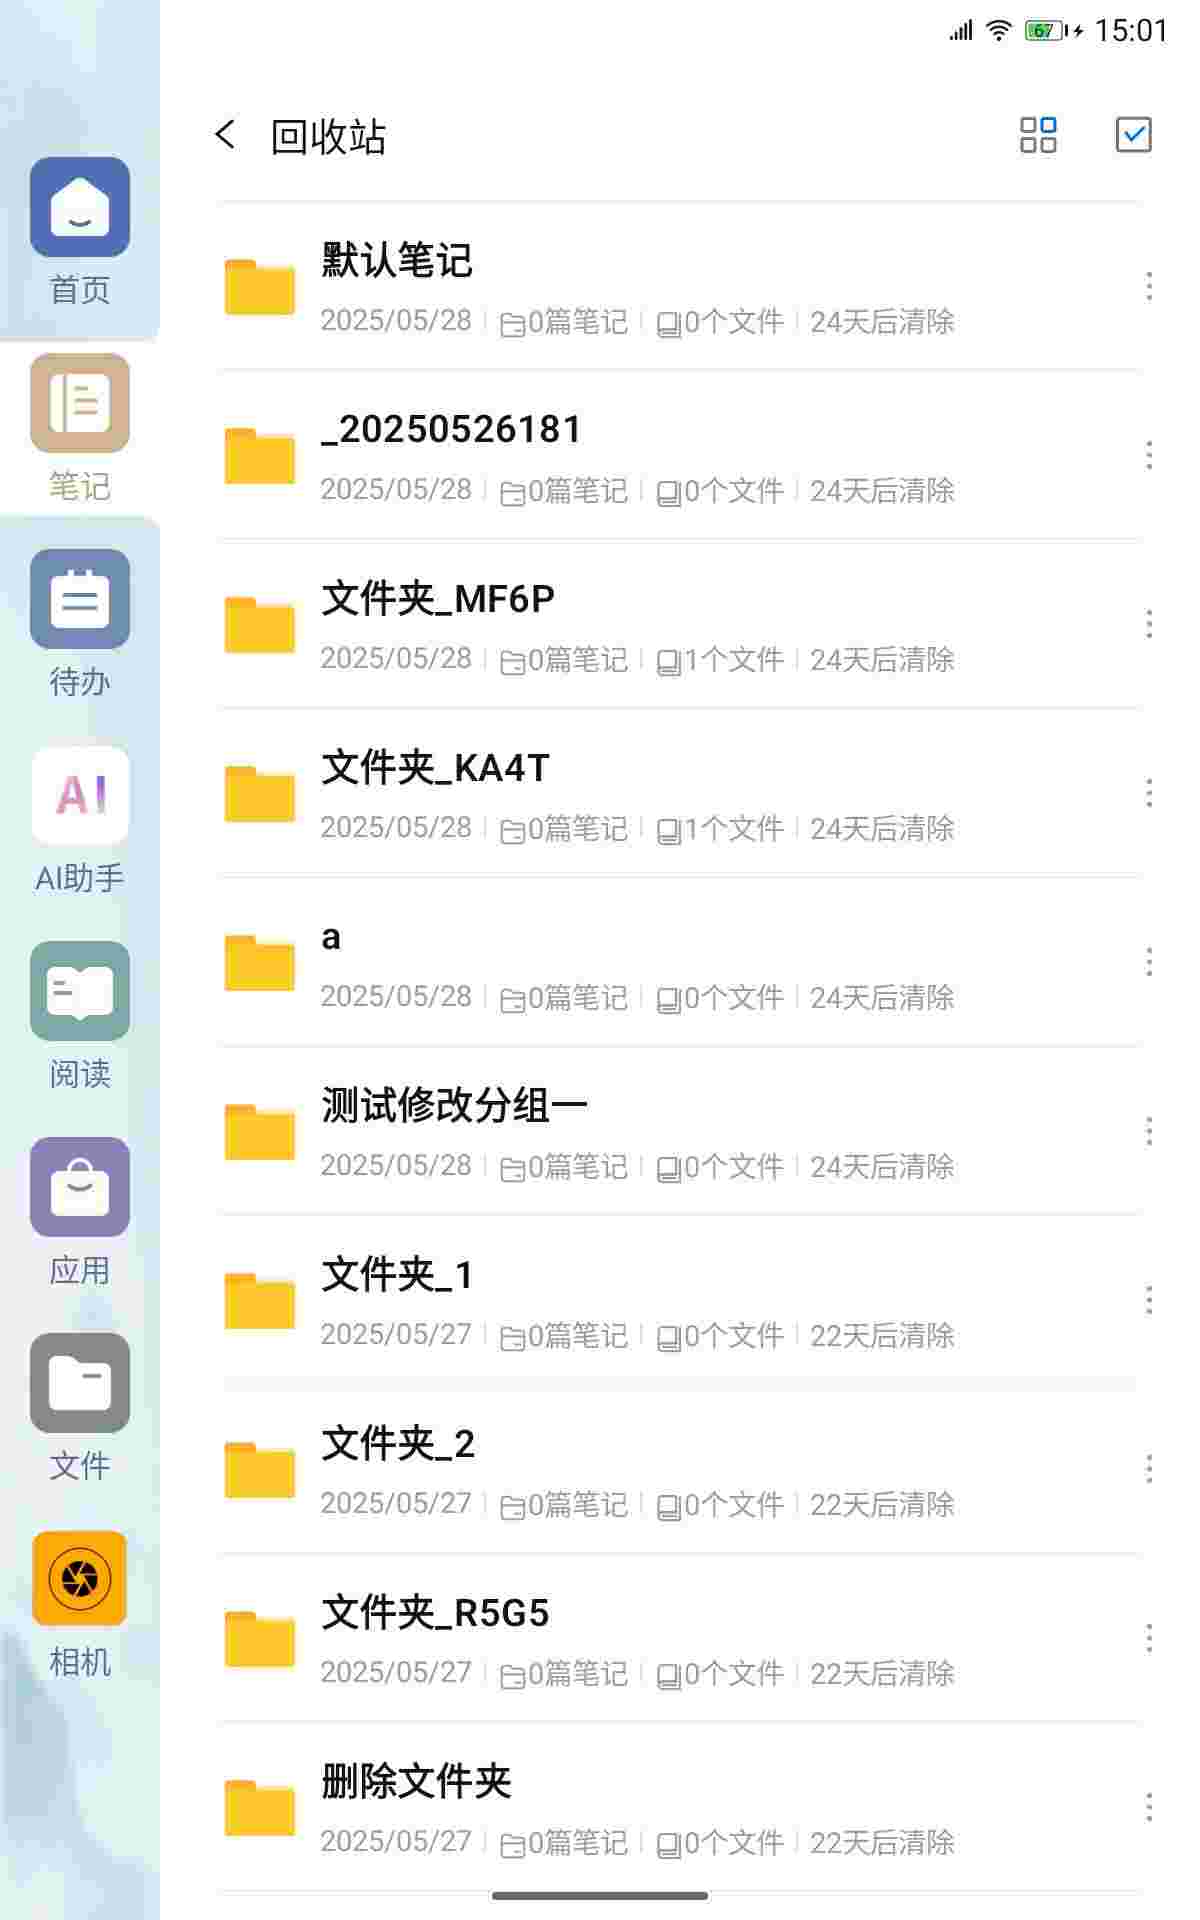 67 15:01
回收站
首页
笔记
待办
AI
AI助手
阅读
应用
文件
相机
默认笔记
2025/05/28 0篇笔记 0个文件 24天后清除
_20250526181
2025/05/28 0篇笔记 0个文件 24天后清除
文件夹_MF6P
2025/05/28 0篇笔记 1个文件 24天后清除
文件夹_KA4T
2025/05/28 0篇笔记 1个文件 24天后清除
a
2025/05/28 0篇笔记 0个文件 24天后清除
测试修改分组一
2025/05/28 0篇笔记 0个文件 24天后清除
文件夹_1
2025/05/27 0篇笔记 0个文件 22天后清除
文件夹_2
2025/05/27 0篇笔记 0个文件 22天后清除
文件夹_R5G5
2025/05/27 0篇笔记 0个文件 22天后清除
删除文件夹
2025/05/27 0篇笔记 0个文件 22天后清除